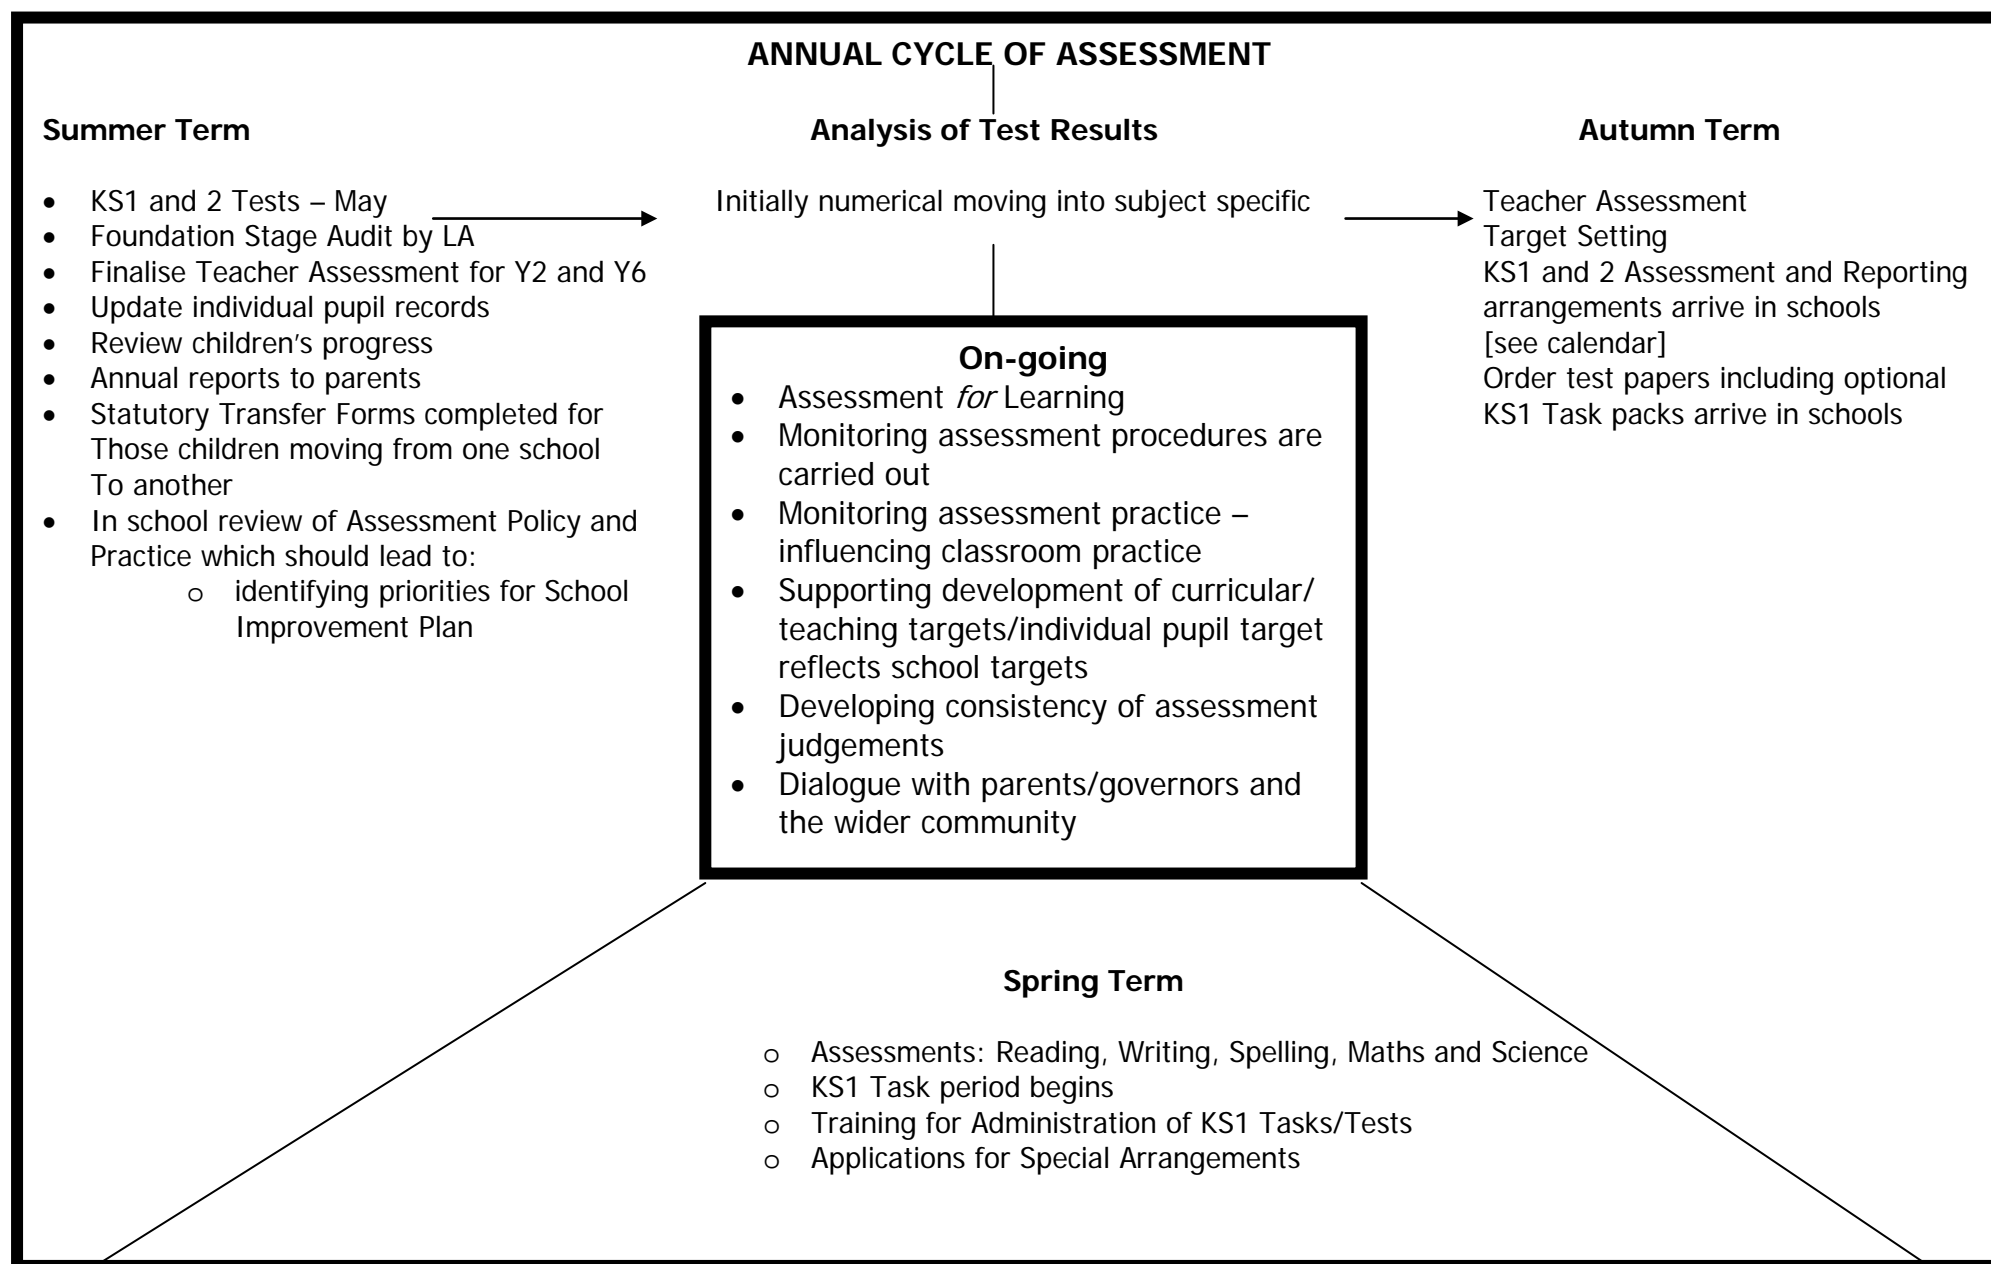 ANNUAL CYCLE OF ASSESSMENT
Summer Term
• KS1 and 2 Tests – May
• Foundation Stage Audit by LA
• Finalise Teacher Assessment for Y2 and Y6
• Update individual pupil records
• Review children's progress
• Annual reports to parents
• Statutory Transfer Forms completed for
Those children moving from one school
To another
• In school review of Assessment Policy and
Practice which should lead to:
o identifying priorities for School
Improvement Plan
Analysis of Test Results
Initially numerical moving into subject specific
On-going
• Assessment for Learning
• Monitoring assessment procedures are
carried out
• Monitoring assessment practice –
influencing classroom practice
• Supporting development of curricular/
teaching targets/individual pupil target
reflects school targets
• Developing consistency of assessment
judgements
• Dialogue with parents/governors and
the wider community
Autumn Term
Teacher Assessment
Target Setting
KS1 and 2 Assessment and Reporting
arrangements arrive in schools
[see calendar]
Order test papers including optional
KS1 Task packs arrive in schools
Spring Term
o Assessments: Reading, Writing, Spelling, Maths and Science
o KS1 Task period begins
o Training for Administration of KS1 Tasks/Tests
o Applications for Special Arrangements